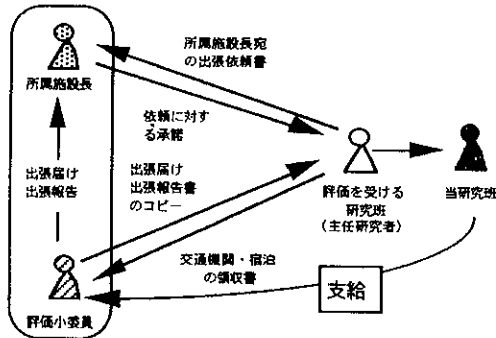 所属施設長宛
の出張依頼書
所属施設長
依頼に対す
る承諾
出張届け
出張報告
出張届け
出張報告書
のコピー
評価を受ける
研究班
(主任研究者)
当研究班
交通機関・宿泊
の領収書
支給
評価小委員